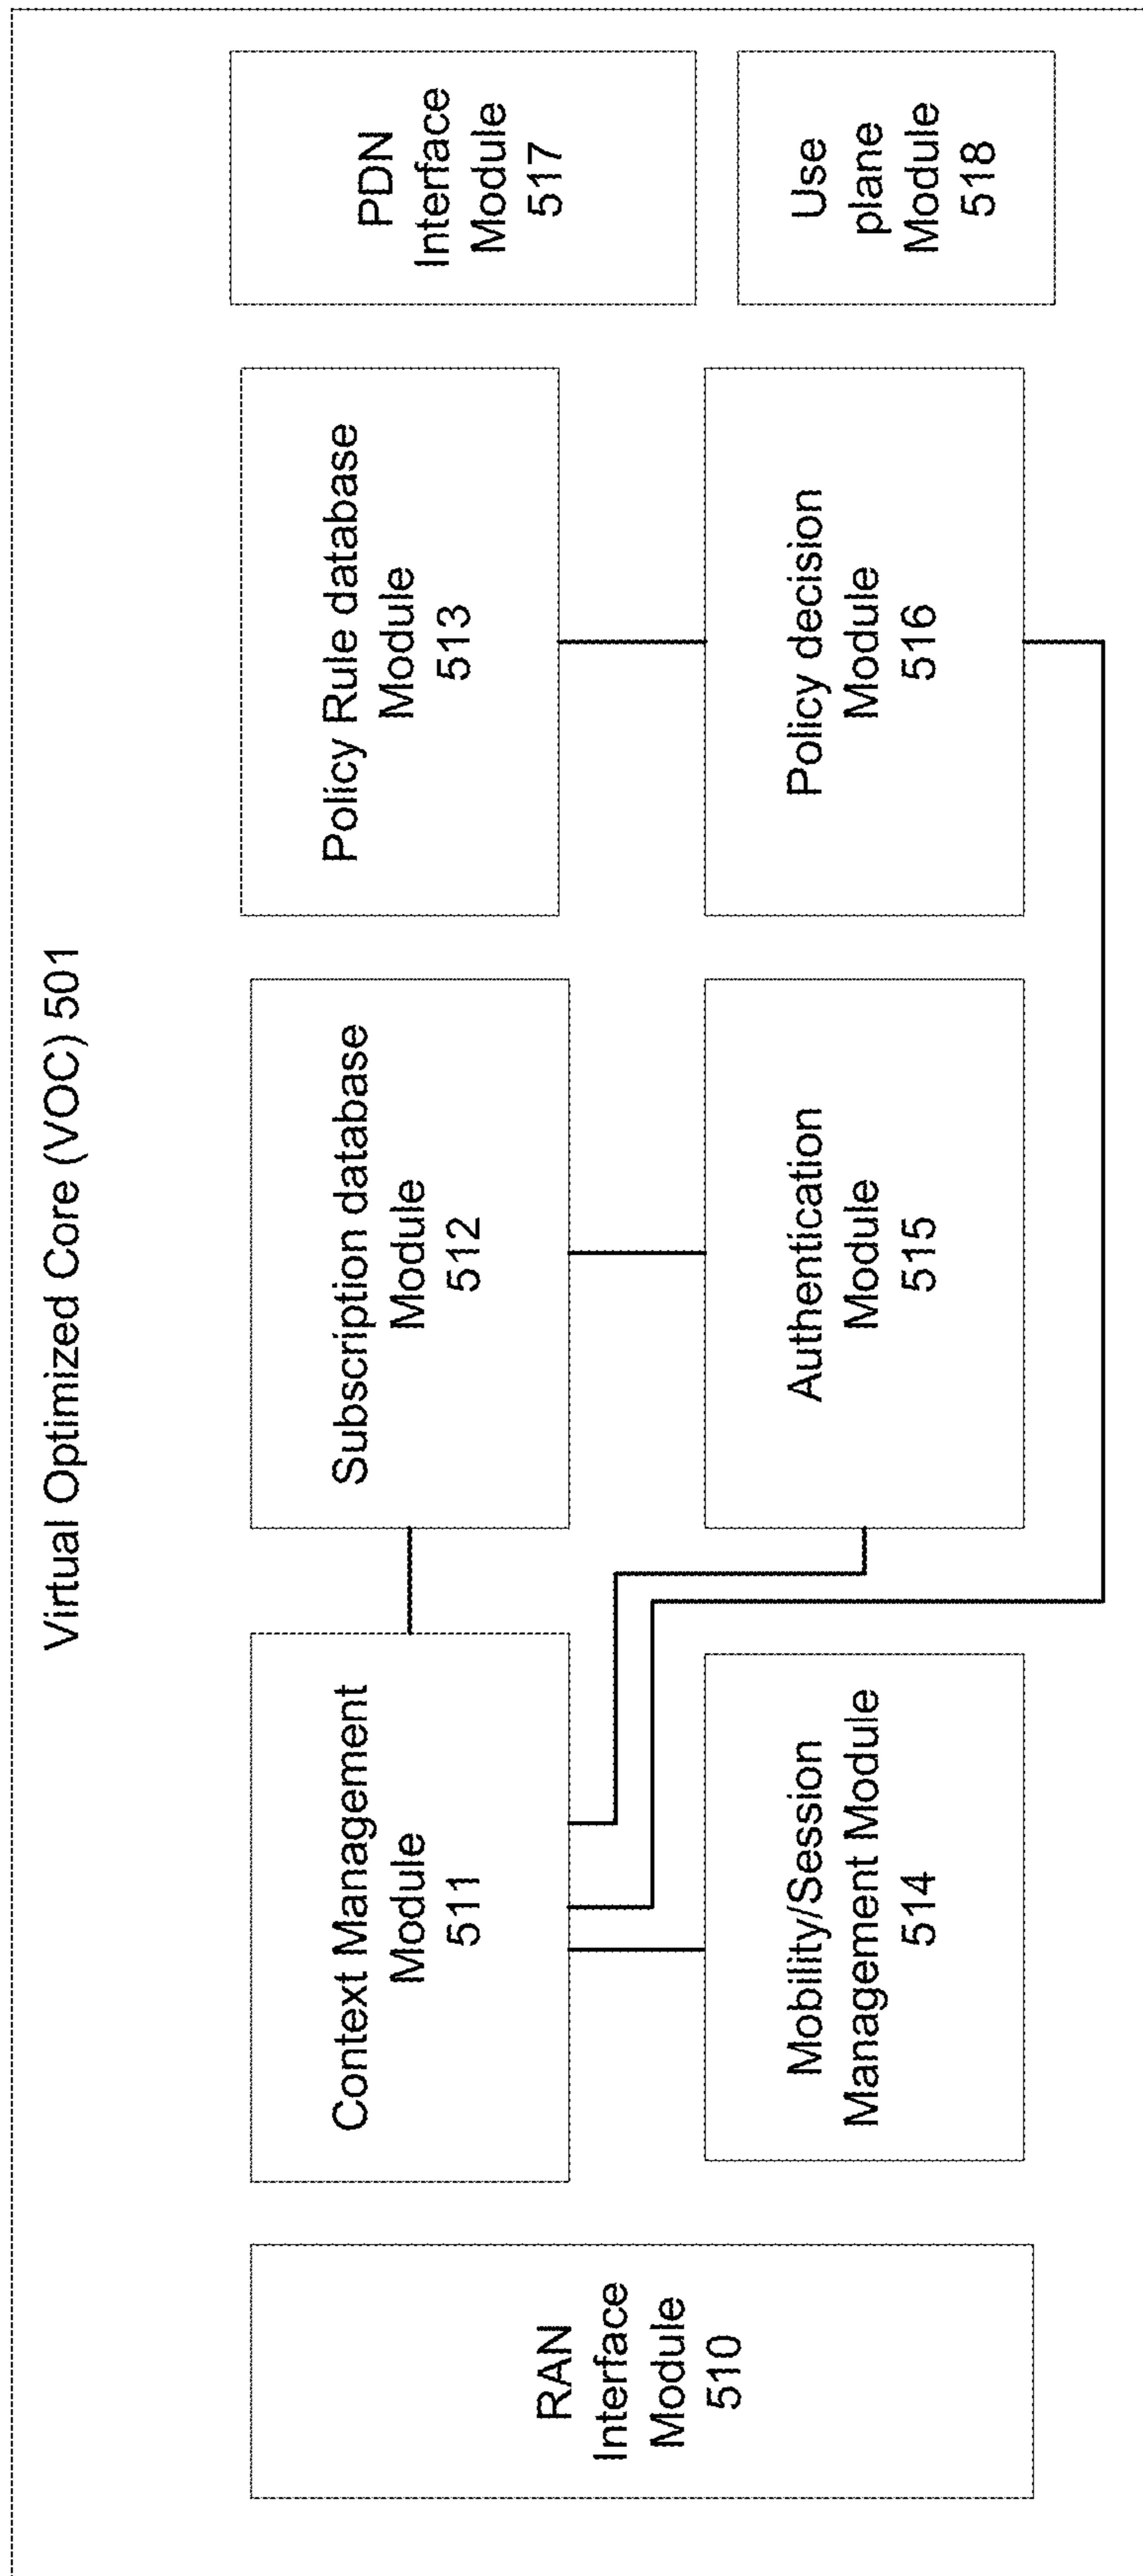 Virtual Optimized Core (VOC) 501
RAN
Interface
Module
510
Context Management
Module
511
Subscription database
Module
512
Policy Rule database
Module
513
PDN
Interface
Module
517
Mobility/Session
Management Module
514
Authentication
Module
515
Policy decision
Module
516
Use
plane
Module
518